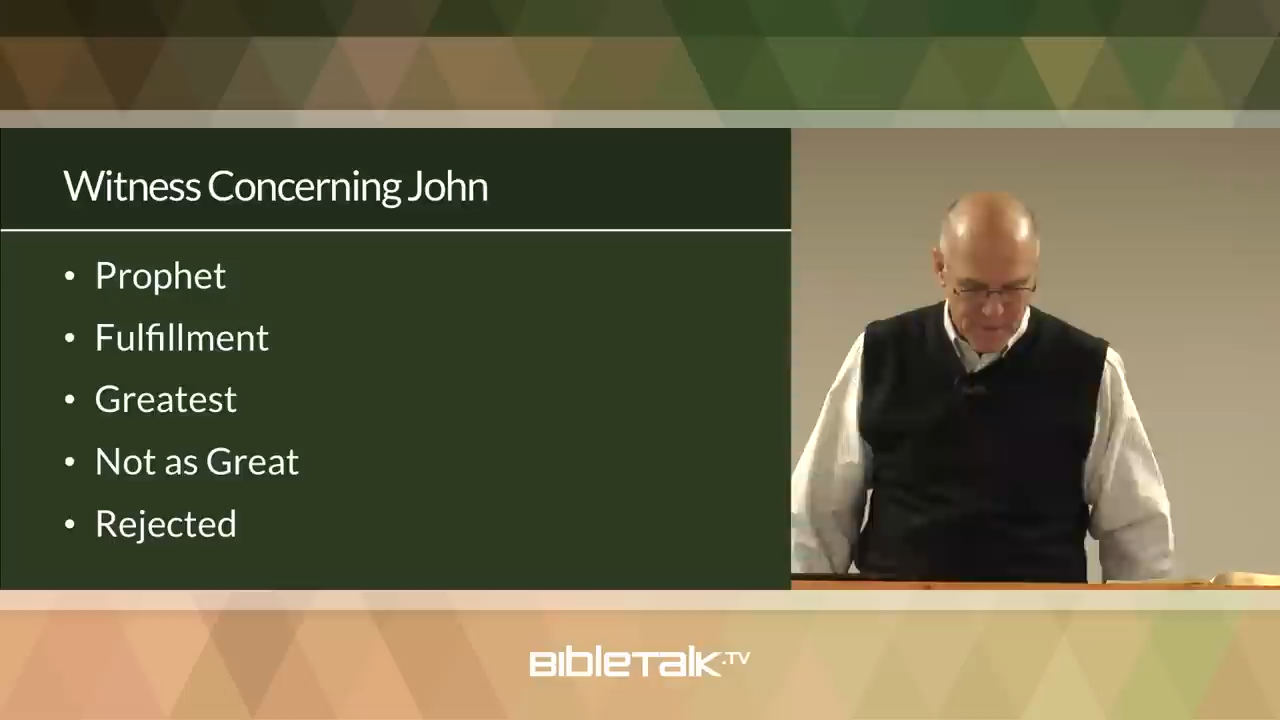 Witness Concerning John
• Prophet
• Fulfillment
• Greatest
• Not as Great
• Rejected
BibleTalk.TV